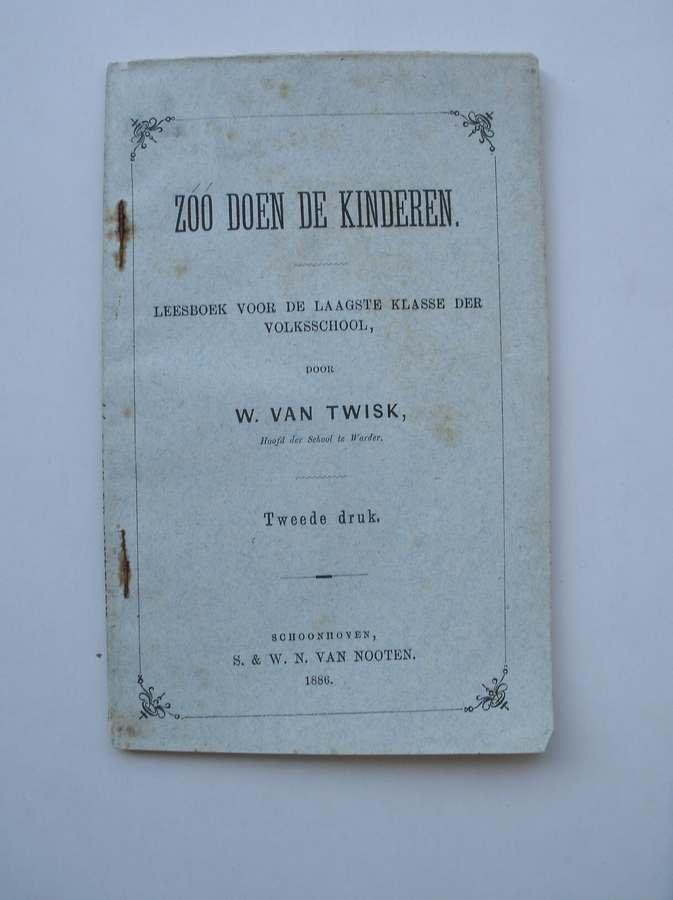 ZÓÓ DOEN DE KINDEREN.
LEESBOEK VOOR DE LAAGSTE KLASSE DER
VOLKSSCHOOL,
DOOR
W. VAN TWISK,
Hoofd der School te Warder.
Tweede druk.
SCHOONHOVEN,
S. & W. N. VAN NOOTEN.
1886.